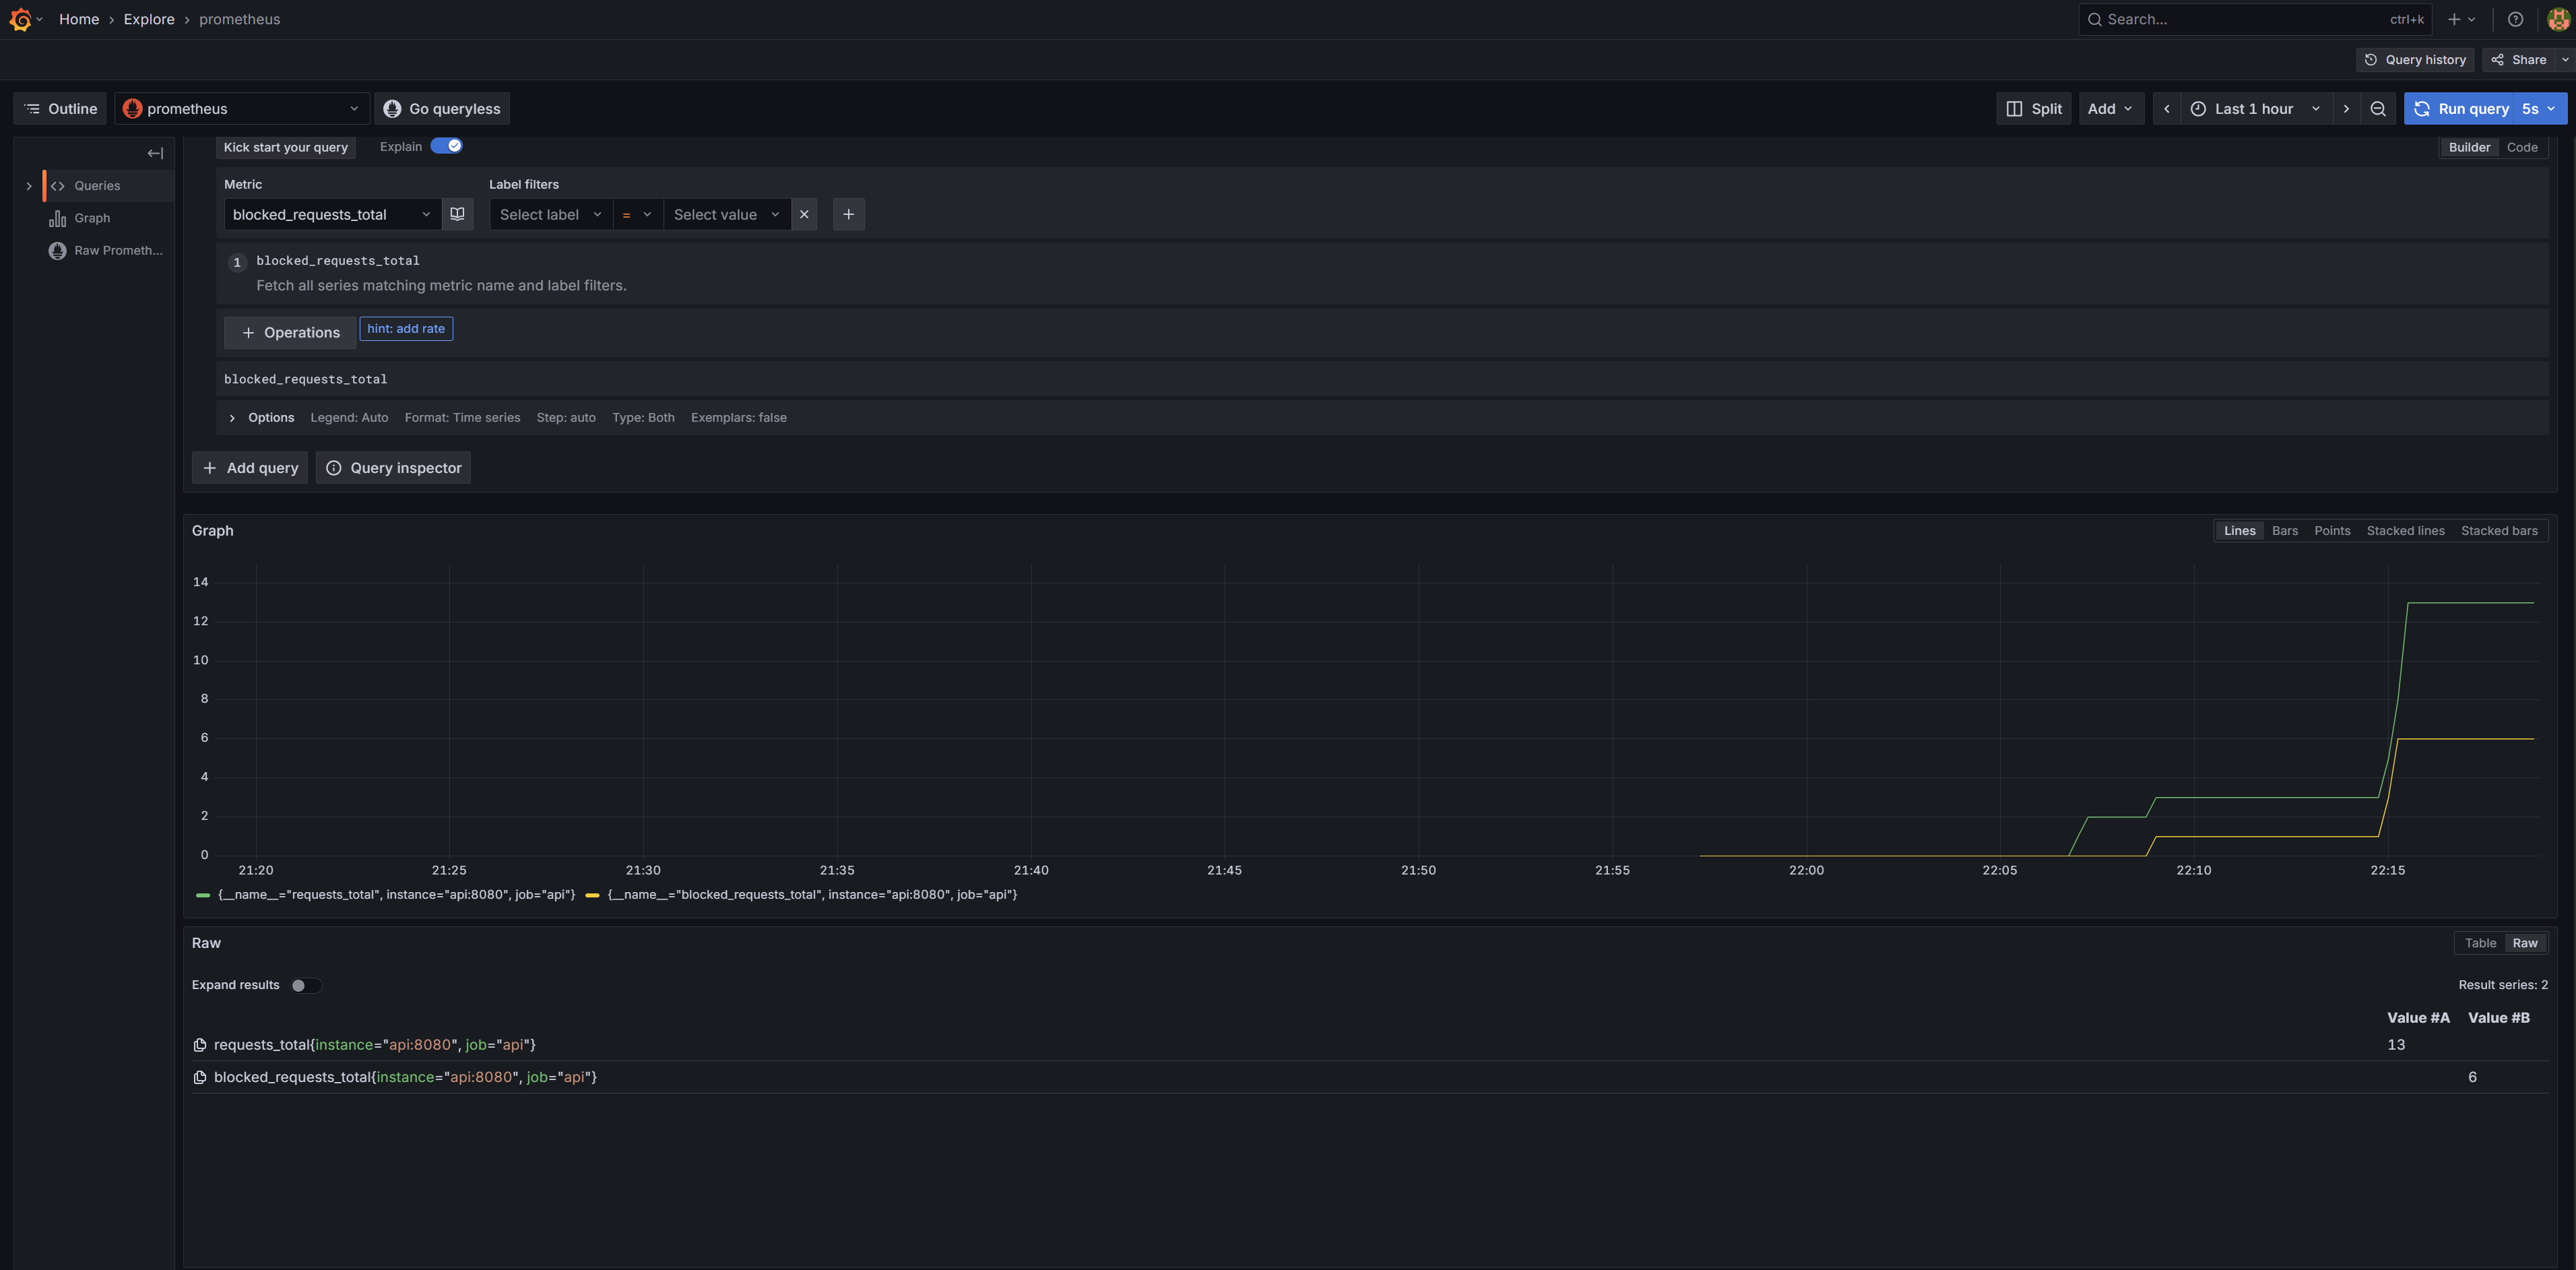 Home › Explore › prometheus
Search... ctrl+k
Query history Share
Outline prometheus Go queryless Split Add Last 1 hour Run query 5s
Kick start your query Explain Builder Code
Queries
Graph
Raw Prometh...
Metric Label filters
blocked_requests_total Select label = Select value
1 blocked_requests_total
Fetch all series matching metric name and label filters.
Operations hint: add rate
blocked_requests_total
Options Legend: Auto Format: Time series Step: auto Type: Both Exemplars: false
Add query Query inspector
Graph Lines Bars Points Stacked lines Stacked bars
14
12
10
8
6
4
2
0
21:20 21:25 21:30 21:35 21:40 21:45 21:50 21:55 22:00 22:05 22:10 22:15
{__name__="requests_total", instance="api:8080", job="api"} {__name__="blocked_requests_total", instance="api:8080", job="api"}
Raw Table Raw
Expand results Result series: 2
Value #A Value #B
requests_total{instance="api:8080", job="api"} 13
blocked_requests_total{instance="api:8080", job="api"} 6